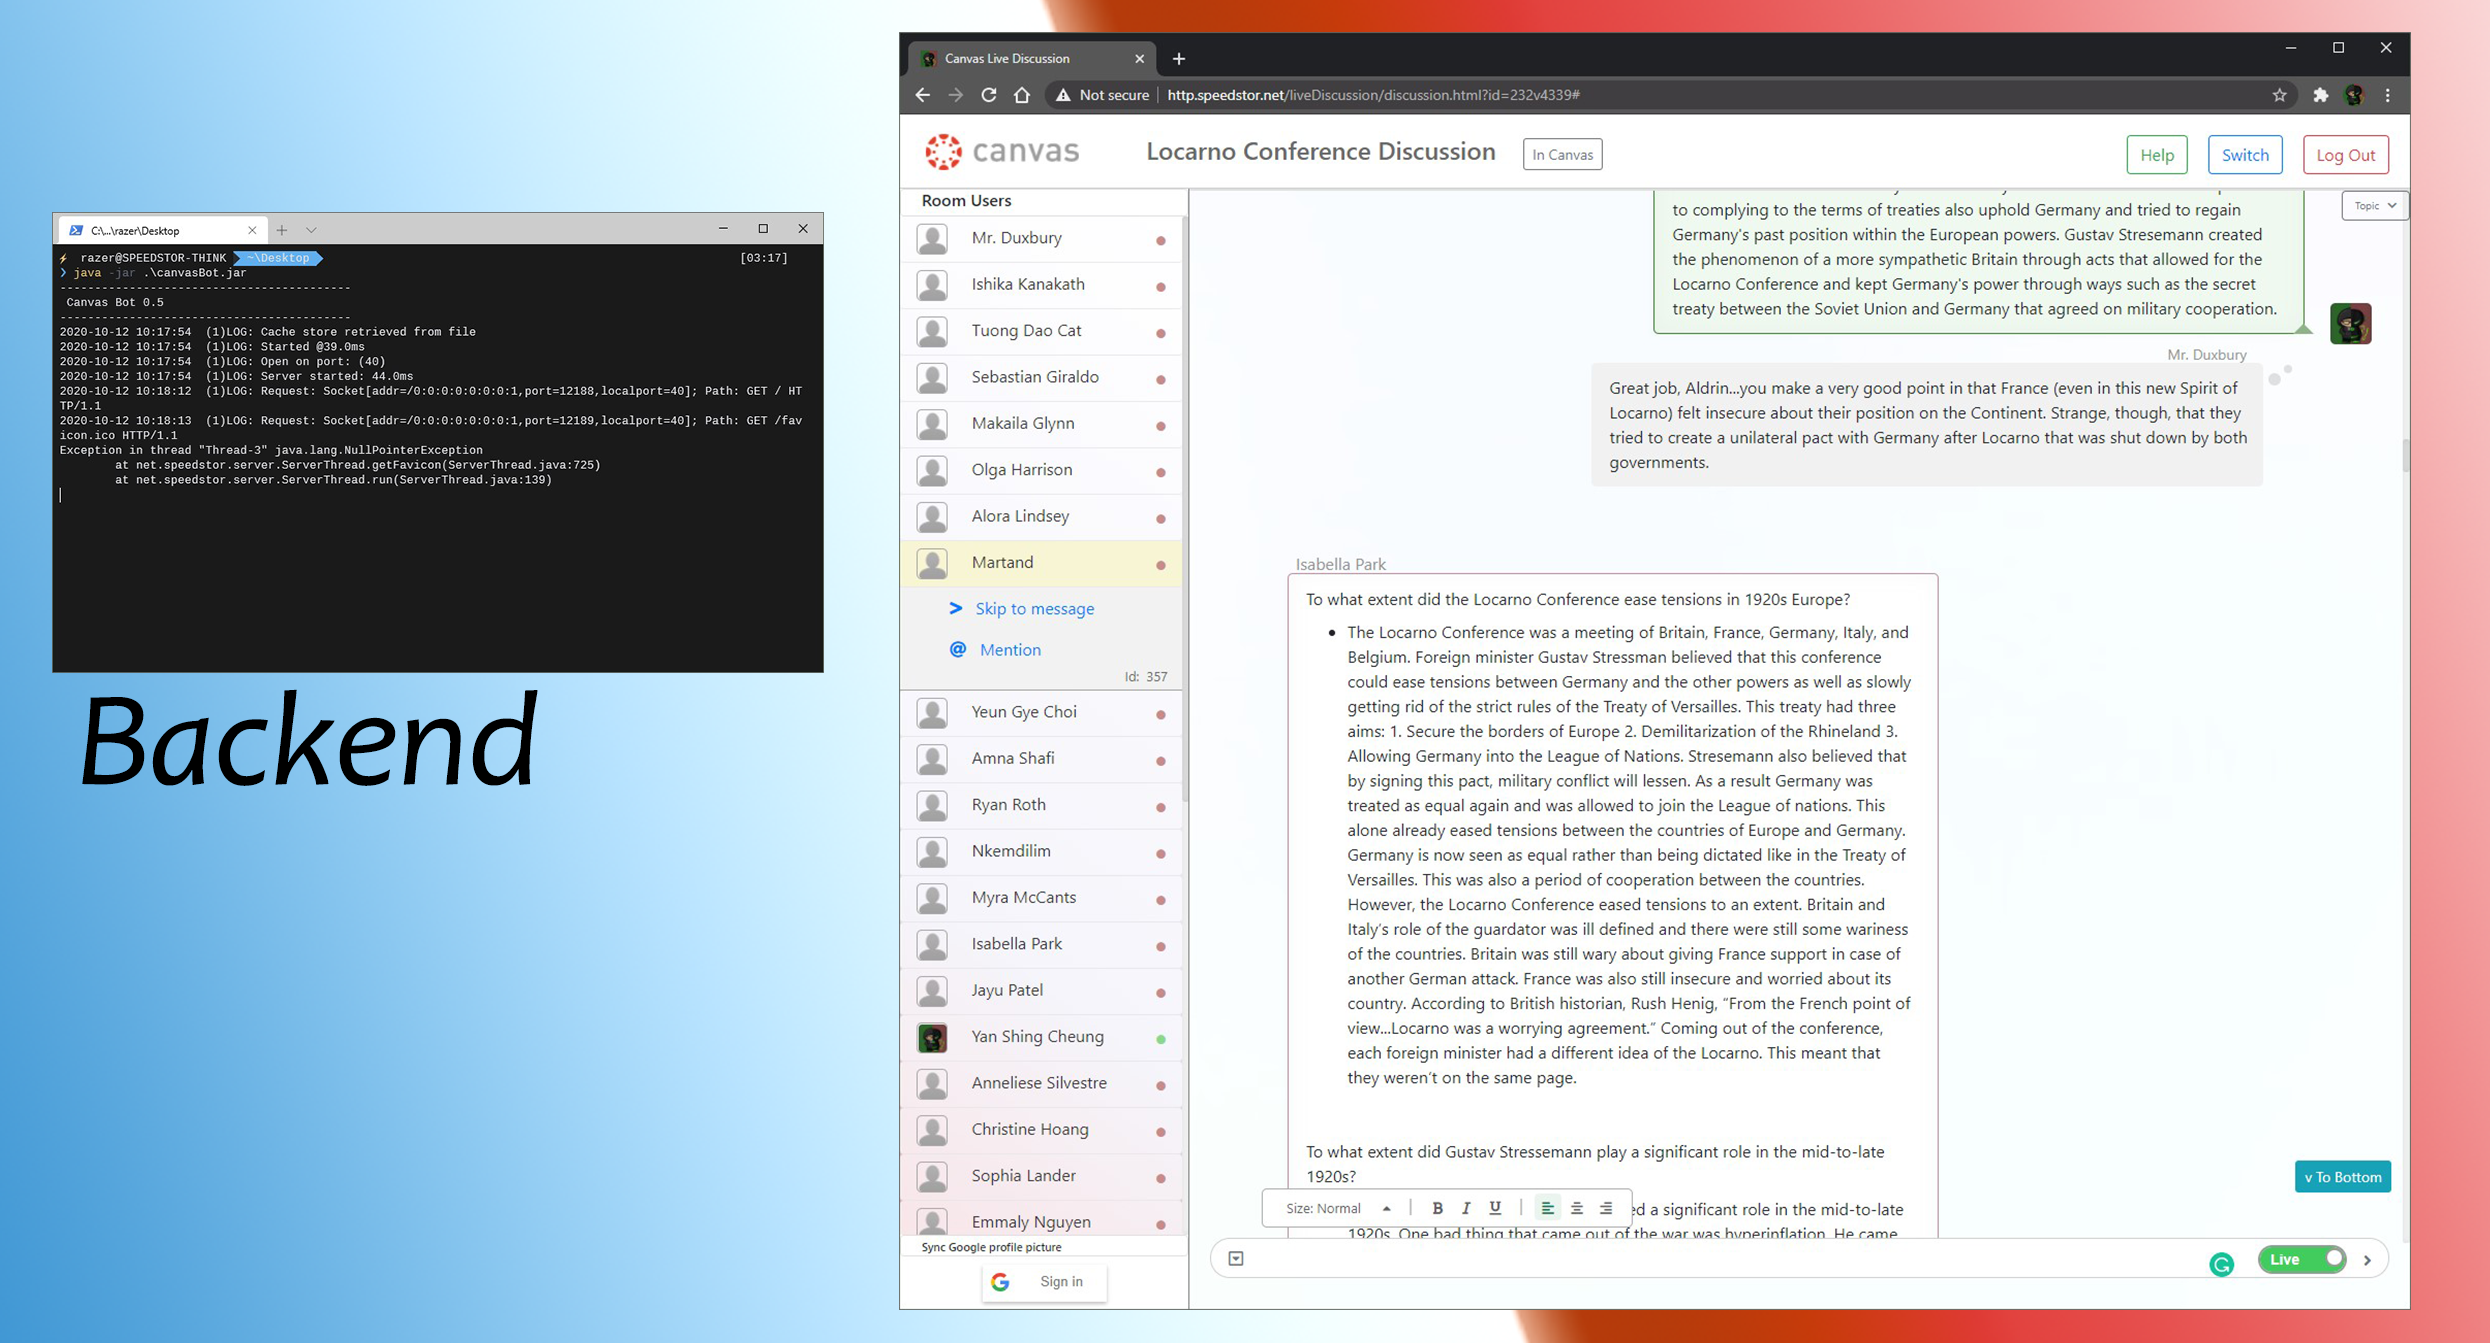 C:\...\razer\Desktop
razer@SPEEDSTOR-THINK ~\Desktop [03:17]
❯ java -jar .\canvasBot.jar
-----------------------------------------
Canvas Bot 0.5
-----------------------------------------
2020-10-12 10:17:54 (1)LOG: Cache store retrieved from file
2020-10-12 10:17:54 (1)LOG: Started @39.0ms
2020-10-12 10:17:54 (1)LOG: Open on port: (40)
2020-10-12 10:17:54 (1)LOG: Server started: 44.0ms
2020-10-12 10:18:12 (1)LOG: Request: Socket[addr=/0:0:0:0:0:0:0:1,port=12188,localport=40]; Path: GET / HT
TP/1.1
2020-10-12 10:18:13 (1)LOG: Request: Socket[addr=/0:0:0:0:0:0:0:1,port=12189,localport=40]; Path: GET /fav
icon.ico HTTP/1.1
Exception in thread "Thread-3" java.lang.NullPointerException
at net.speedstor.server.ServerThread.getFavicon(ServerThread.java:725)
at net.speedstor.server.ServerThread.run(ServerThread.java:139)
Backend
Canvas Live Discussion
Not secure | http.speedstor.net/liveDiscussion/discussion.html?id=232v4339#
canvas
Locarno Conference Discussion
In Canvas
Help
Switch
Log Out
Room Users
Mr. Duxbury
Ishika Kanakath
Tuong Dao Cat
Sebastian Giraldo
Makaila Glynn
Olga Harrison
Alora Lindsey
Martand
> Skip to message
@ Mention
Id: 357
Yeun Gye Choi
Amna Shafi
Ryan Roth
Nkemdilim
Myra McCants
Isabella Park
Jayu Patel
Yan Shing Cheung
Anneliese Silvestre
Christine Hoang
Sophia Lander
Emmaly Nguyen
Sync Google profile picture
Sign in
Topic
to complying to the terms of treaties also uphold Germany and tried to regain
Germany's past position within the European powers. Gustav Stresemann created
the phenomenon of a more sympathetic Britain through acts that allowed for the
Locarno Conference and kept Germany's power through ways such as the secret
treaty between the Soviet Union and Germany that agreed on military cooperation.
Mr. Duxbury
Great job, Aldrin...you make a very good point in that France (even in this new Spirit of
Locarno) felt insecure about their position on the Continent. Strange, though, that they
tried to create a unilateral pact with Germany after Locarno that was shut down by both
governments.
Isabella Park
To what extent did the Locarno Conference ease tensions in 1920s Europe?
• The Locarno Conference was a meeting of Britain, France, Germany, Italy, and
Belgium. Foreign minister Gustav Stressman believed that this conference
could ease tensions between Germany and the other powers as well as slowly
getting rid of the strict rules of the Treaty of Versailles. This treaty had three
aims: 1. Secure the borders of Europe 2. Demilitarization of the Rhineland 3.
Allowing Germany into the League of Nations. Stresemann also believed that
by signing this pact, military conflict will lessen. As a result Germany was
treated as equal again and was allowed to join the League of nations. This
alone already eased tensions between the countries of Europe and Germany.
Germany is now seen as equal rather than being dictated like in the Treaty of
Versailles. This was also a period of cooperation between the countries.
However, the Locarno Conference eased tensions to an extent. Britain and
Italy's role of the guardator was ill defined and there were still some wariness
of the countries. Britain was still wary about giving France support in case of
another German attack. France was also still insecure and worried about its
country. According to British historian, Rush Henig, "From the French point of
view...Locarno was a worrying agreement." Coming out of the conference,
each foreign minister had a different idea of the Locarno. This meant that
they weren't on the same page.
To what extent did Gustav Stressemann play a significant role in the mid-to-late
1920s?
ed a significant role in the mid-to-late
1920s. One bad thing that came out of the war was hyperinflation. He came
Size: Normal
B I U
v To Bottom
Live